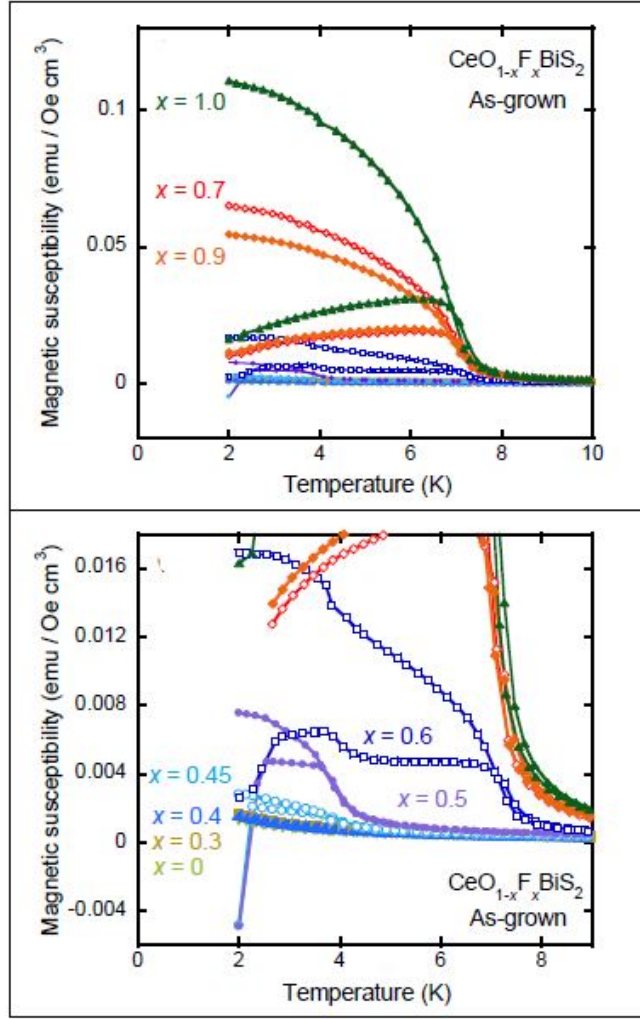 CeO1-xFxBiS2
As-grown
x = 1.0
x = 0.7
x = 0.9
0.1
0.05
0
0
2
4
6
8
10
Magnetic susceptibility (emu / Oe cm3)
Temperature (K)
0.016
0.012
0.008
0.004
0
-0.004
x = 0.6
x = 0.45
x = 0.5
x = 0.4
x = 0.3
x = 0
CeO1-xFxBiS2
As-grown
0
2
4
6
8
Magnetic susceptibility (emu / Oe cm3)
Temperature (K)